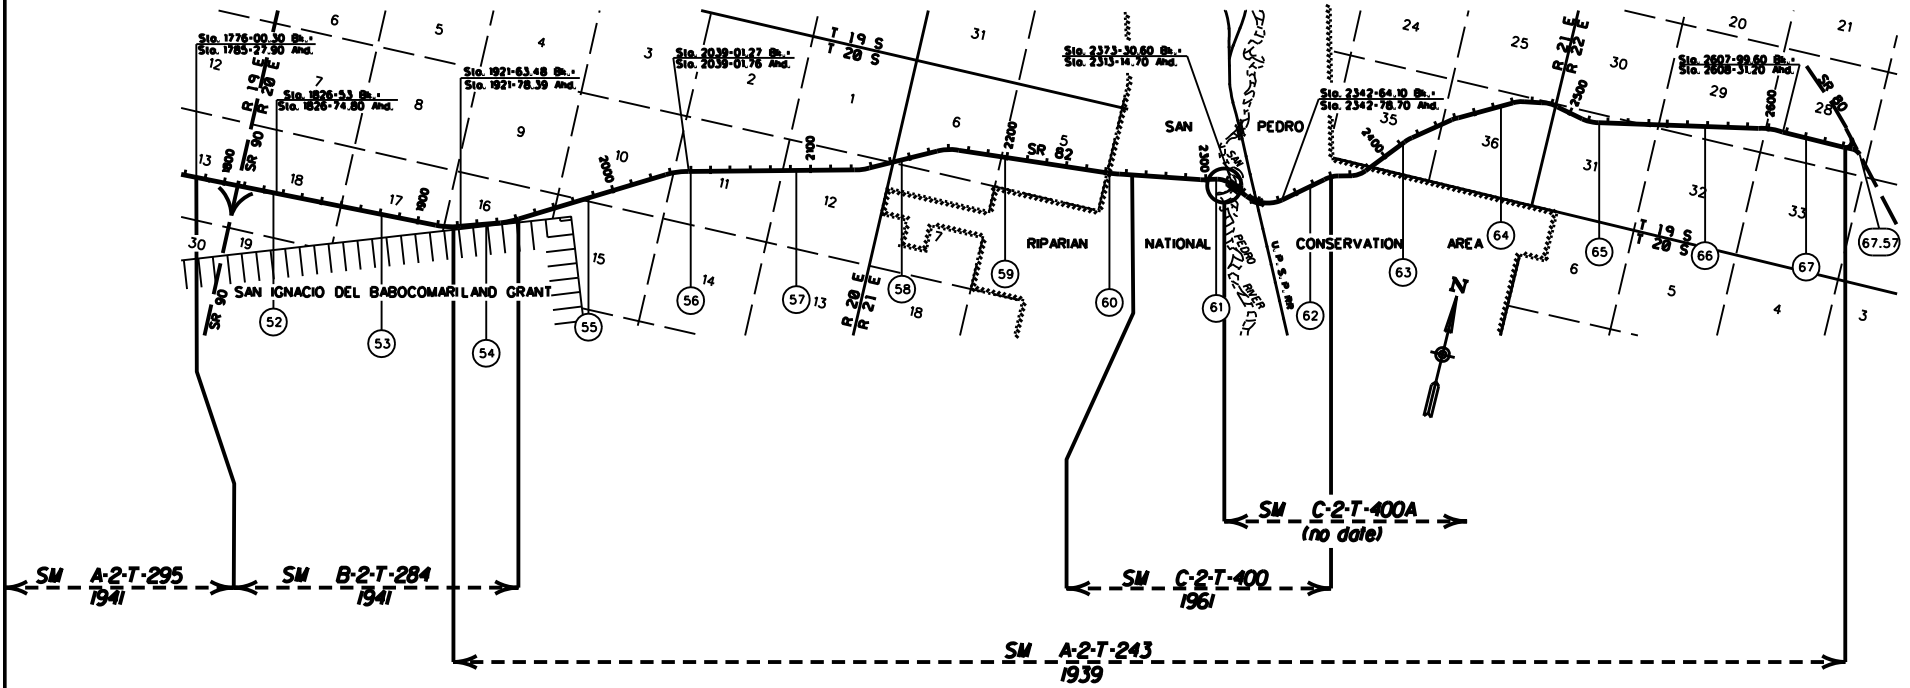 6
5
4
3
2
1
31
T 19 S
T 20 S
24
25
R 21 E
R 22 E
30
20
21
Sta. 1776+00.30 Bk.=
Sta. 1785+27.90 Ahd.
12
R 19 E
R 20 E
7
Sta. 1826+53 Bk.=
Sta. 1826+74.80 Ahd.
8
Sta. 1921+63.48 Bk.=
Sta. 1921+78.39 Ahd.
9
Sta. 2039+01.27 Bk.=
Sta. 2039+01.76 Ahd.
Sta. 2373+30.60 Bk.=
Sta. 2313+14.70 Ahd.
Sta. 2342+64.10 Bk.=
Sta. 2342+78.70 Ahd.
Sta. 2607+99.60 Bk.=
Sta. 2608+31.20 Ahd.
29
28
SR 80
13
1800
SR 90
18
17
1900
16
2000
10
11
2100
12
6
2200
5
SR 82
SAN
PEDRO
2300
2400
35
36
2500
31
32
33
2600
30
19
SR 90
SAN IGNACIO DEL BABOCOMARI LAND GRANT
15
14
13
R 20 E
R 21 E
18
7
RIPARIAN
NATIONAL
CONSERVATION
AREA
SAN
PEDRO
RIVER
U. P. S. P. RR
T 19 S
T 20 S
6
5
4
3
N
52
53
54
55
56
57
58
59
60
61
62
63
64
65
66
67
67.57
SM C-2-T-400A
(no date)
SM A-2-T-295
1941
SM B-2-T-284
1941
SM C-2-T-400
1961
SM A-2-T-243
1939